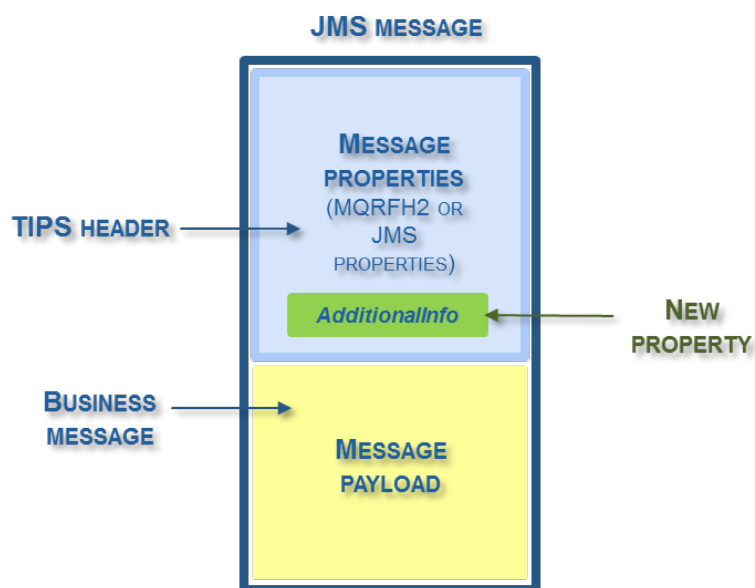 JMS MESSAGE
MESSAGE
PROPERTIES
(MQRFH2 OR
JMS
PROPERTIES)
TIPS HEADER
AdditionalInfo
NEW
PROPERTY
BUSINESS
MESSAGE
MESSAGE
PAYLOAD